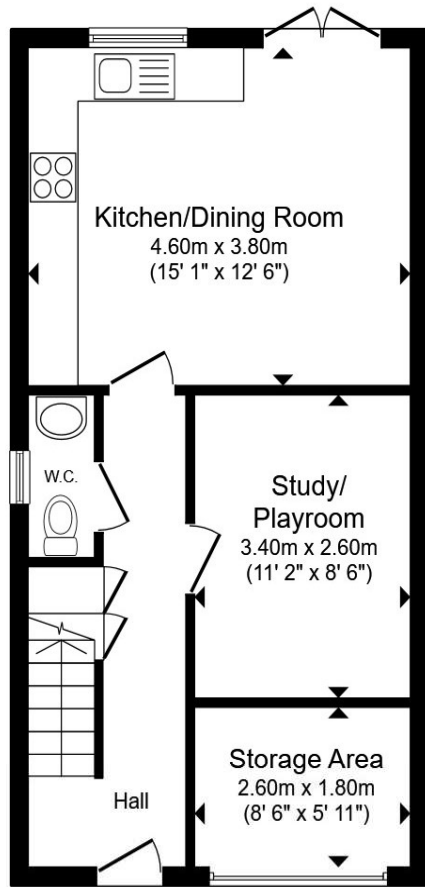 Kitchen/Dining Room
4.60m x 3.80m
(15' 1" x 12' 6")
W.C.
Study/
Playroom
3.40m x 2.60m
(11' 2" x 8' 6")
Storage Area
2.60m x 1.80m
(8' 6" x 5' 11")
Hall